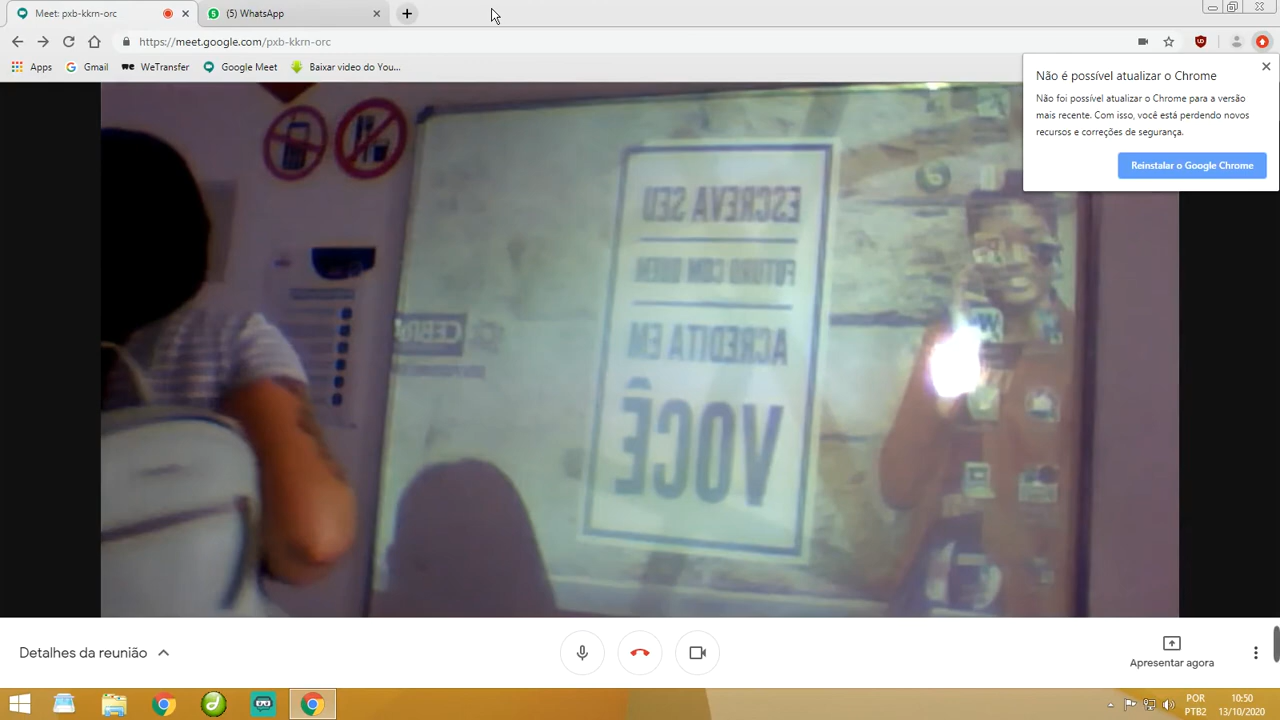 Meet: pxb-kkrn-orc
(5) WhatsApp
https://meet.google.com/pxb-kkrn-orc
Apps Gmail WeTransfer Google Meet Baixar video do You...
Não é possível atualizar o Chrome
Não foi possível atualizar o Chrome para a versão
mais recente. Com isso, você está perdendo novos
recursos e correções de segurança.
Reinstalar o Google Chrome
ESCREVA SEU
FUTURO COM QUEM
ACREDITA EM
VOCÊ
Detalhes da reunião
Apresentar agora
POR
PTB2
10:50
13/10/2020